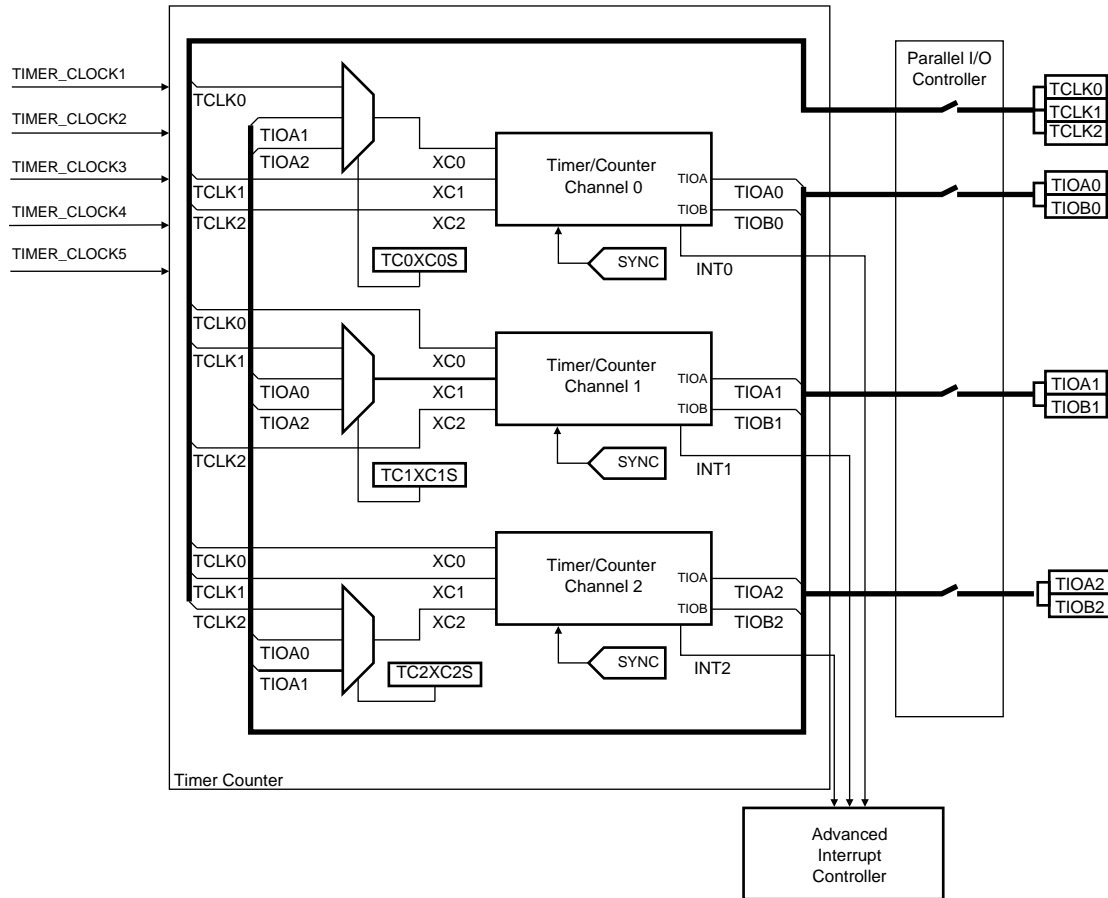 TIMER_CLOCK1
TIMER_CLOCK2
TIMER_CLOCK3
TIMER_CLOCK4
TIMER_CLOCK5
TCLK0
TIOA1
TIOA2
TCLK1
TCLK2
XC0
XC1
XC2
TC0XC0S
Timer/Counter
Channel 0
TIOA
TIOB
TIOA0
TIOB0
SYNC
INT0
TCLK0
TCLK1
TIOA0
TIOA2
TCLK2
XC0
XC1
XC2
TC1XC1S
Timer/Counter
Channel 1
TIOA
TIOB
TIOA1
TIOB1
SYNC
INT1
TCLK0
TCLK1
TCLK2
TIOA0
TIOA1
XC0
XC1
XC2
TC2XC2S
Timer/Counter
Channel 2
TIOA
TIOB
TIOA2
TIOB2
SYNC
INT2
Timer Counter
Parallel I/O
Controller
TCLK0
TCLK1
TCLK2
TIOA0
TIOB0
TIOA1
TIOB1
TIOA2
TIOB2
Advanced
Interrupt
Controller